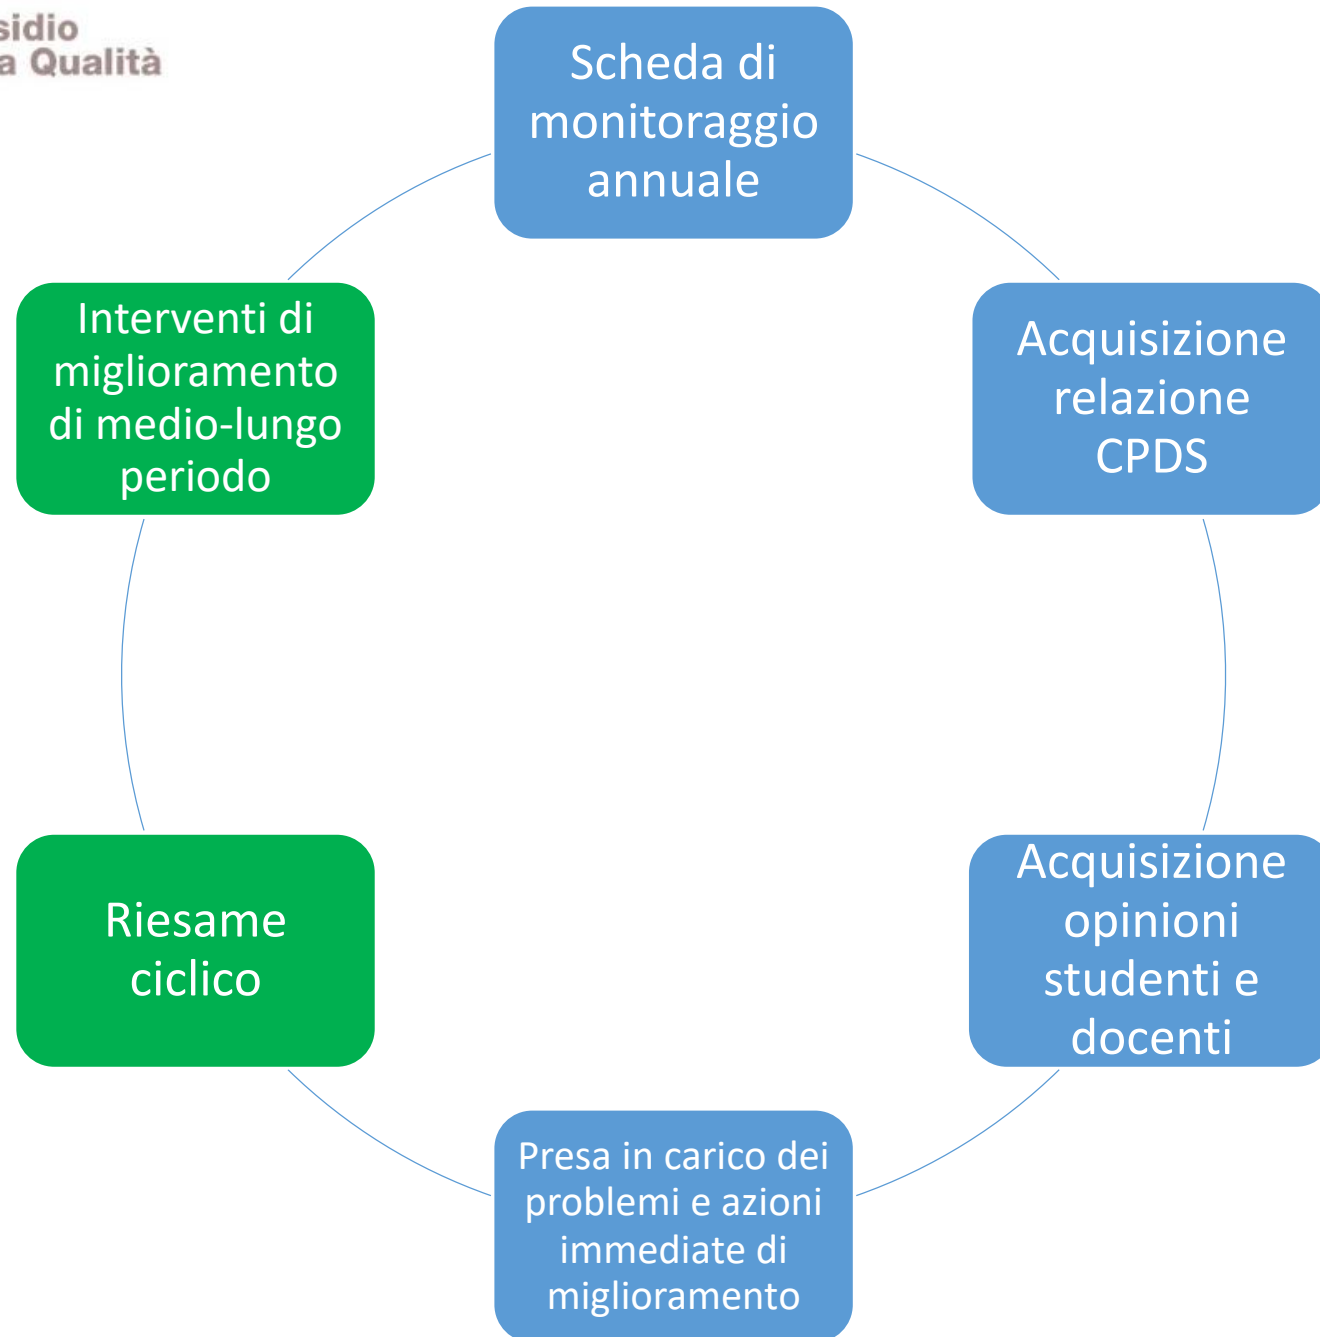 sidio
a Qualità
Scheda di
monitoraggio
annuale
Acquisizione
relazione
CPDS
Acquisizione
opinioni
studenti e
docenti
Presa in carico dei
problemi e azioni
immediate di
miglioramento
Riesame
ciclico
Interventi di
miglioramento
di medio-lungo
periodo